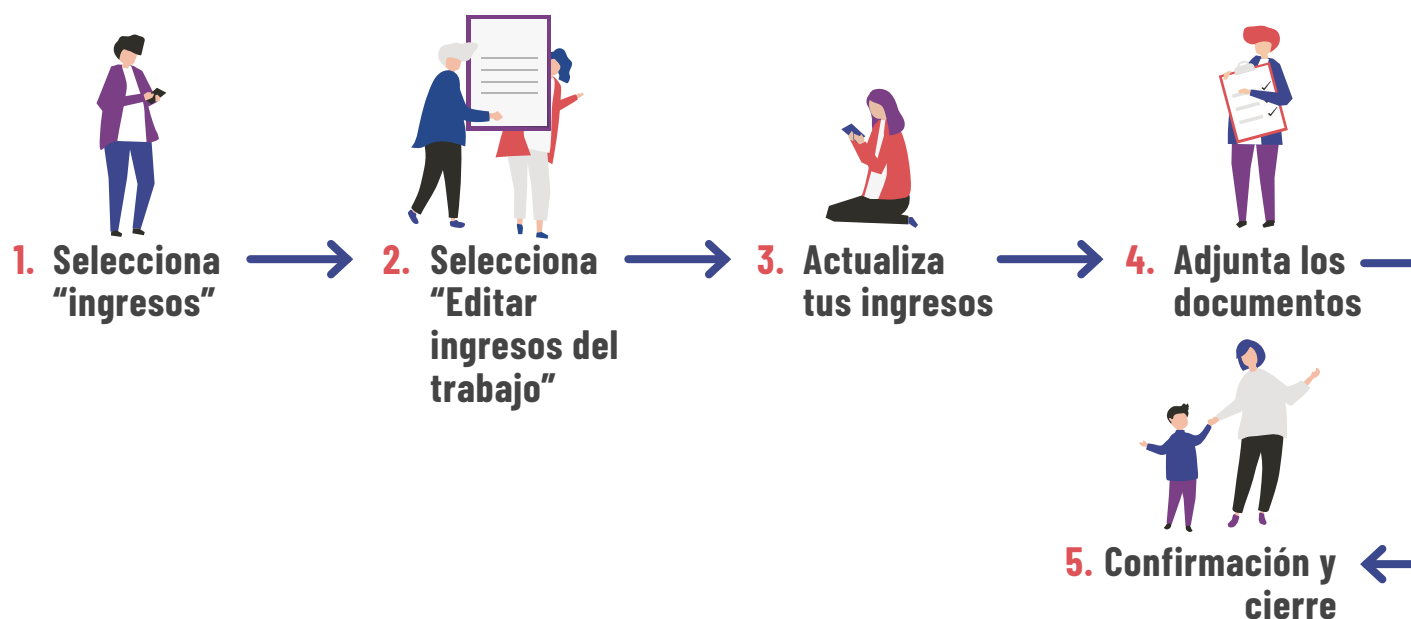 1. Selecciona
“ingresos”
2. Selecciona
“Editar
ingresos del
trabajo”
3. Actualiza
tus ingresos
4. Adjunta los
documentos
5. Confirmación y
cierre